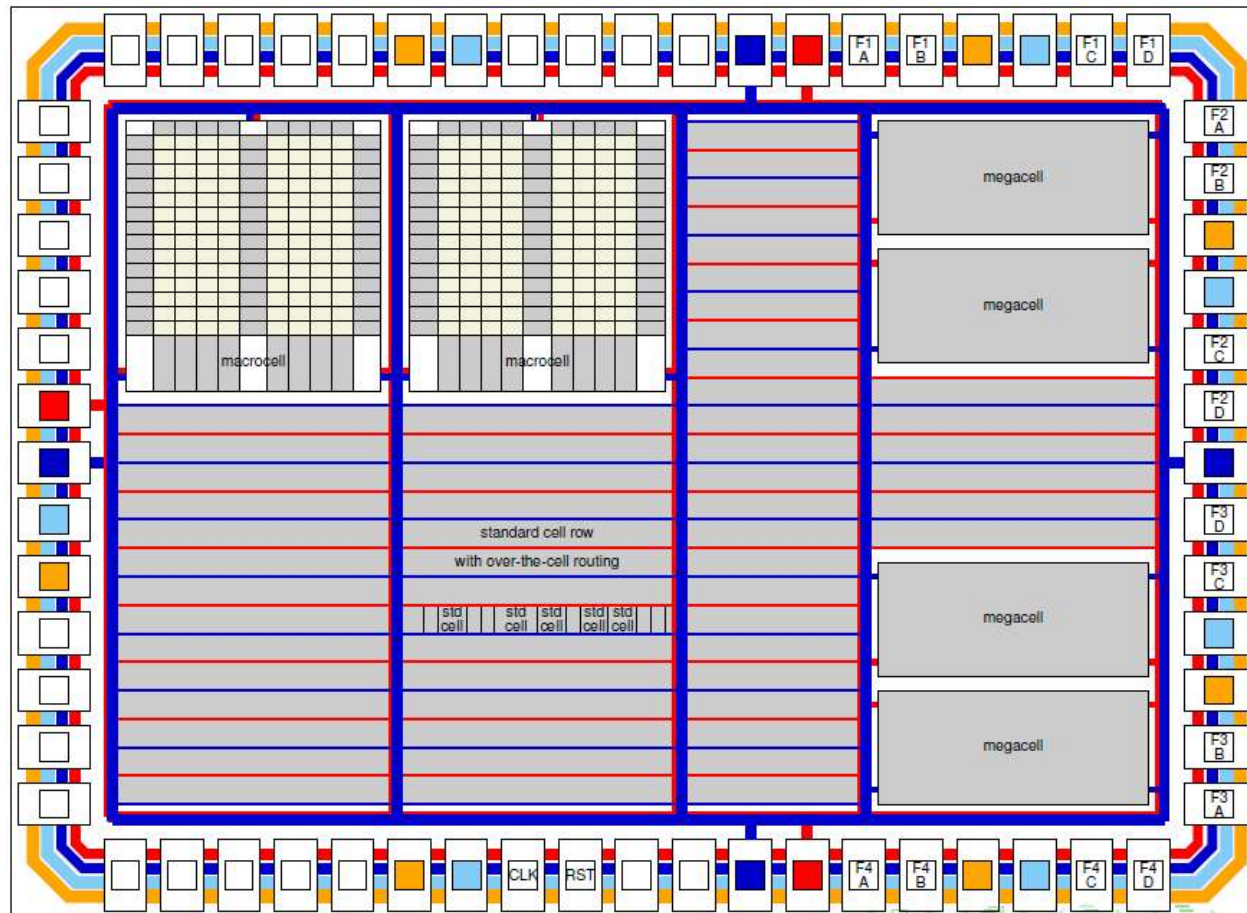 F1
A
F1
B
F1
C
F1
D
F2
A
megacell
F2
B
megacell
F2
C
macrocell
macrocell
F2
D
F3
D
standard cell row
with over-the-cell routing
F3
C
std
cell
std
cell
std
cell
std
cell
std
cell
megacell
megacell
F3
B
F3
A
CLK
RST
F4
A
F4
B
F4
C
F4
D